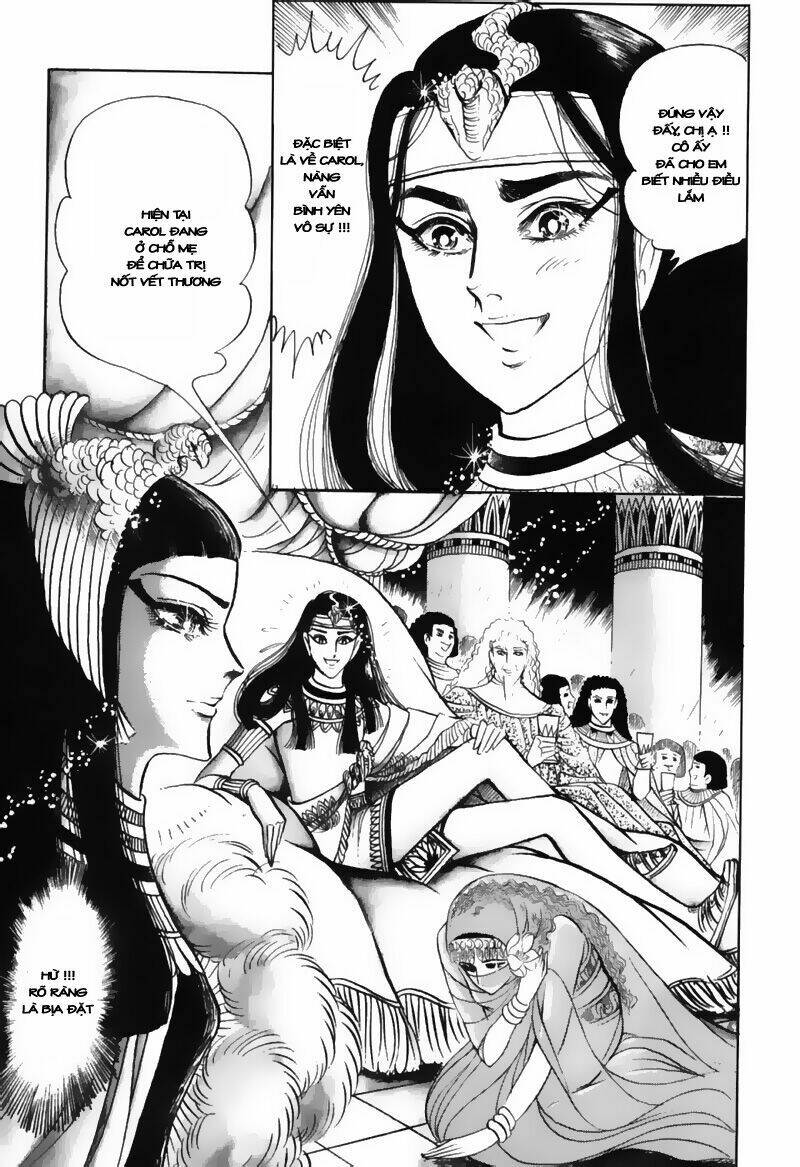 ĐÚNG VẬY
ĐẤY, CHỊ Ạ !!
CÔ ẤY
ĐÃ CHO EM
BIẾT NHIỀU ĐIỀU
LẮM
ĐẶC BIỆT
LÀ VỀ CAROL,
NÀNG
VẪN
BÌNH YÊN
VÔ SỰ !!!
HIỆN TẠI
CAROL ĐANG
Ở CHỖ MẸ
ĐỂ CHỮA TRỊ
NỐT VẾT THƯƠNG
HỪ !!!
RÕ RÀNG
LÀ BỊA ĐẶT